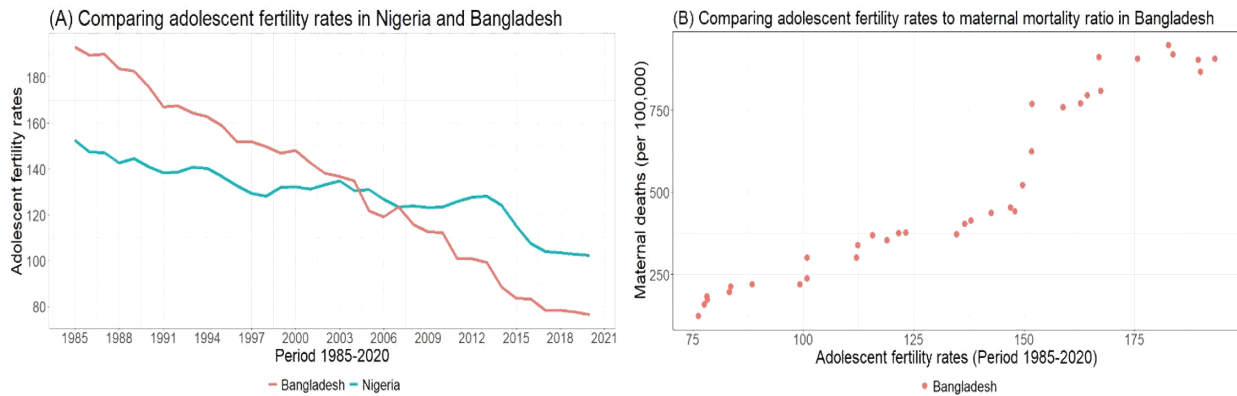 (A) Comparing adolescent fertility rates in Nigeria and Bangladesh
Adolescent fertility rates
180
160
140
120
100
80
1985 1988 1991 1994 1997 2000 2003 2006 2009 2012 2015 2018 2021
Period 1985-2020
Bangladesh Nigeria
(B) Comparing adolescent fertility rates to maternal mortality ratio in Bangladesh
Maternal deaths (per 100,000)
750
500
250
75 100 125 150 175
Adolescent fertility rates (Period 1985-2020)
Bangladesh